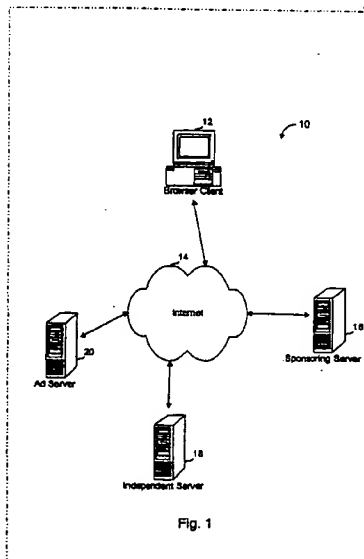 12
10
Browser Client
14
Internet
16
Sponsoring Server
20
Ad Server
18
Independent Server
Fig. 1